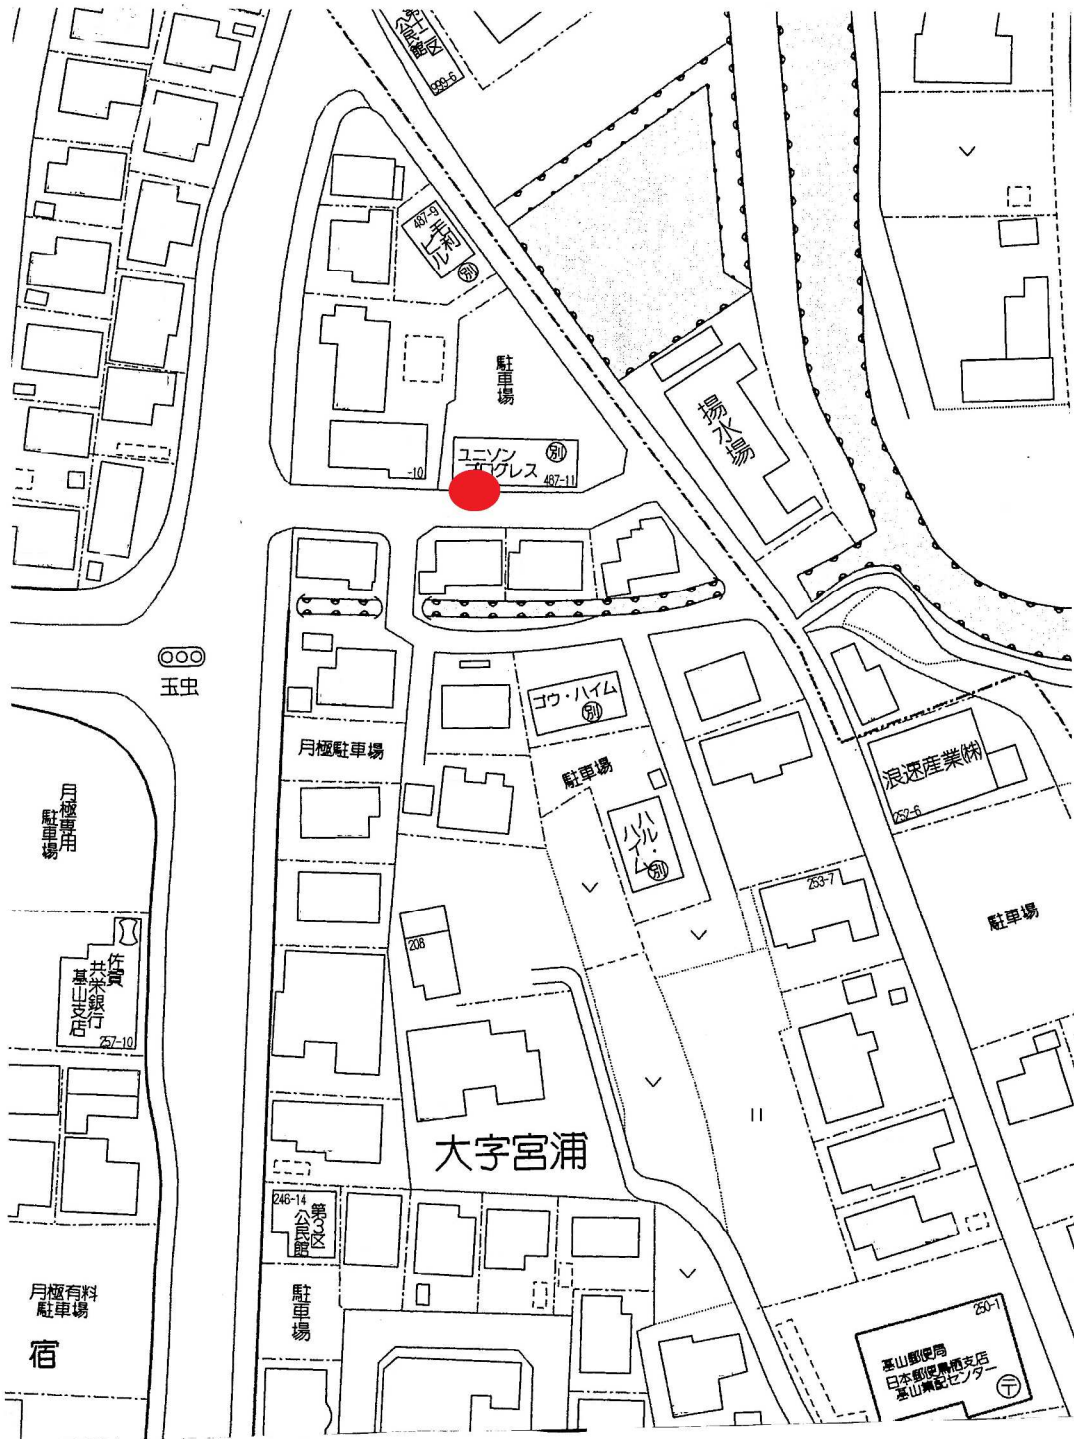 第十一区
公民館
999-6
487-9
毛利ビル
別
駐車場
揚水場
ユニソン
プログレス
別
487-11
-10
玉虫
ゴウ・ハイム
別
月極駐車場
駐車場
浪速産業㈱
252-6
月極専用
駐車場
ハル・
ハイム
別
253-7
駐車場
208
佐賀
共栄銀行
基山支店
257-10
大字宮浦
246-14
第3区
公民館
月極有料
駐車場
駐車場
宿
250-1
基山郵便局
日本郵便鳥栖支店
基山集配センター
〒